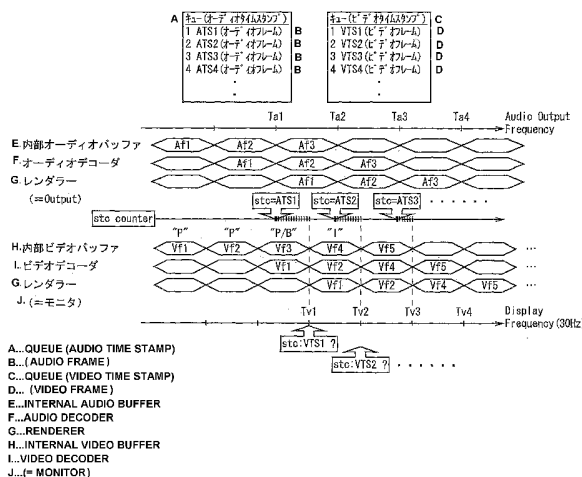 A キュー(オーディオタイムスタンプ)
1 ATS1(オーディオフレーム) B
2 ATS2(オーディオフレーム) B
3 ATS3(オーディオフレーム) B
4 ATS4(オーディオフレーム) B
キュー(ビデオタイムスタンプ) C
1 VTS1(ビデオフレーム) D
2 VTS2(ビデオフレーム) D
3 VTS3(ビデオフレーム) D
4 VTS4(ビデオフレーム) D
Ta1 Ta2 Ta3 Ta4 Audio Output
Frequency
E.内部オーディオバッファ Af1 Af2 Af3
F.オーディオデコーダ Af1 Af2 Af3
G.レンダラー Af1 Af2 Af3
(=Output) stc=ATS1 stc=ATS2 stc=ATS3 ・・・・・・
stc counter
"P" "P" "P/B" "I"
H.内部ビデオバッファ Vf1 Vf2 Vf3 Vf4 Vf5 ...
I.ビデオデコーダ Vf1 Vf2 Vf4 Vf5 ...
G.レンダラー Vf1 Vf2 Vf4 Vf5 ...
J.(=モニタ) Tv1 Tv2 Tv3 Tv4 Display
Frequency(30Hz
stc:VTS1 ?
stc:VTS2 ? ・・・・・・
A...QUEUE (AUDIO TIME STAMP)
B...(AUDIO FRAME)
C...QUEUE (VIDEO TIME STAMP)
D... (VIDEO FRAME)
E...INTERNAL AUDIO BUFFER
F...AUDIO DECODER
G...RENDERER
H...INTERNAL VIDEO BUFFER
I...VIDEO DECODER
J...(= MONITOR)